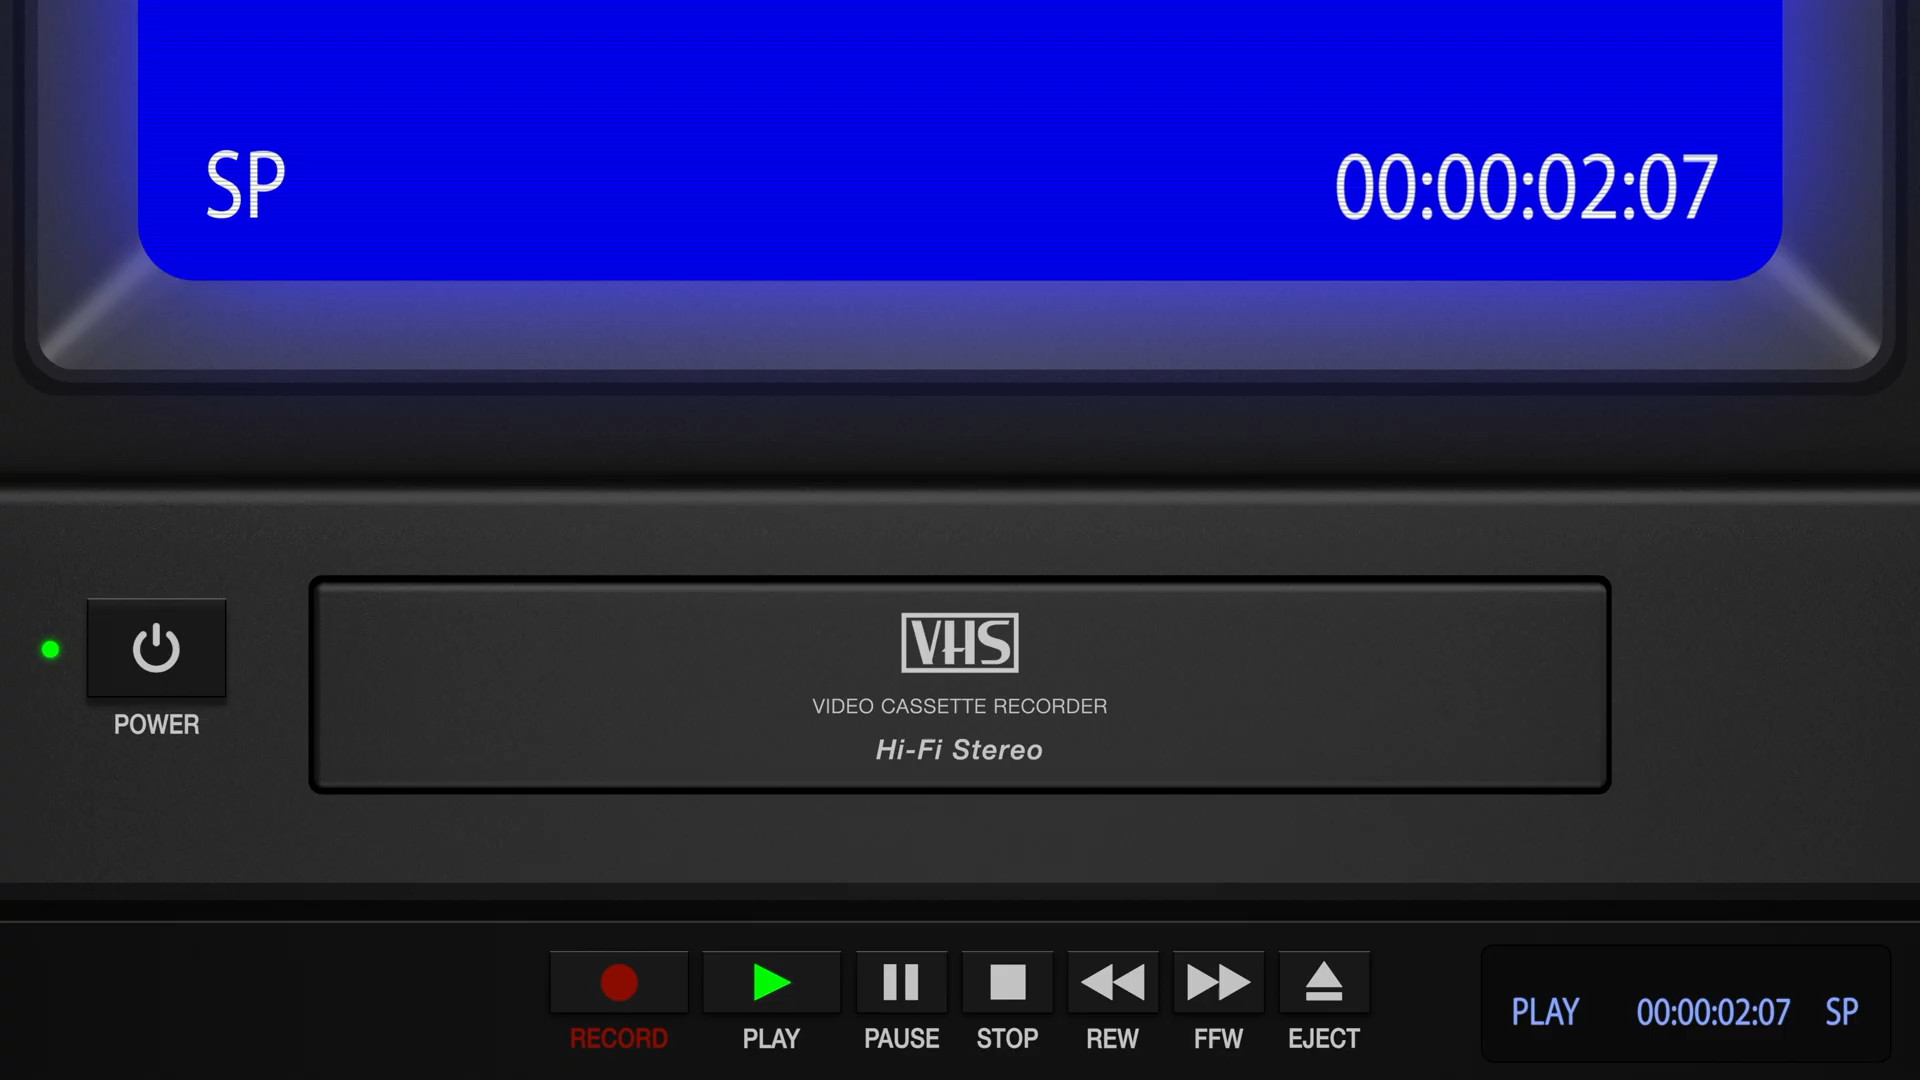 SP 00:00:02:07
VHS
VIDEO CASSETTE RECORDER
Hi-Fi Stereo
POWER
RECORD PLAY PAUSE STOP REW FFW EJECT
PLAY 00:00:02:07 SP